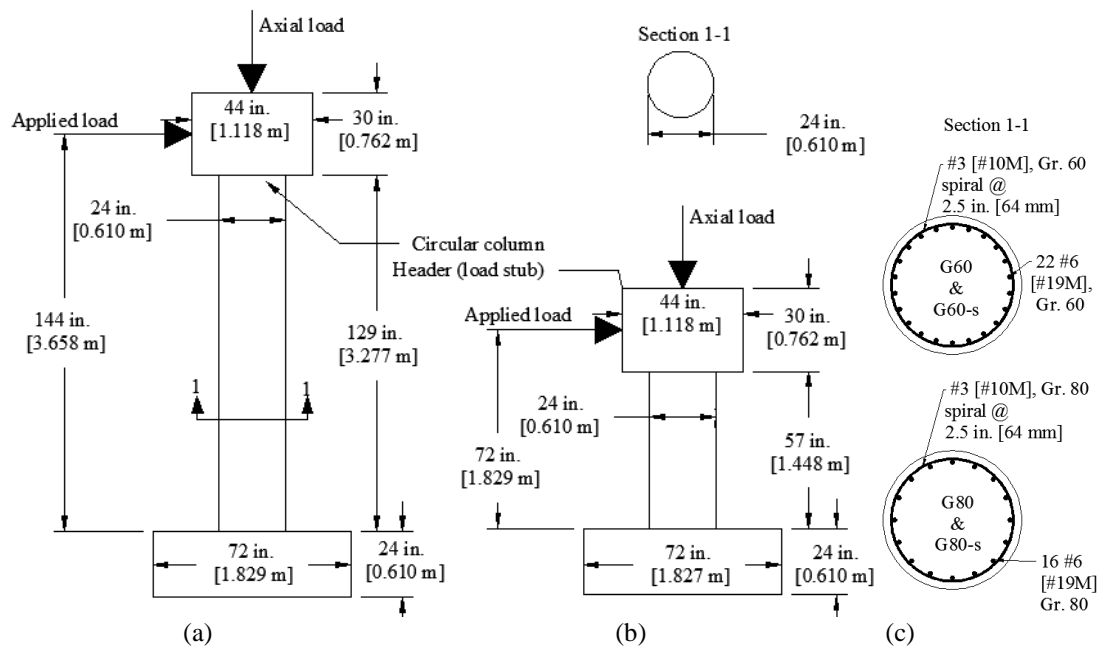 Axial load
44 in.
[1.118 m]
30 in.
[0.762 m]
Applied load
24 in.
[0.610 m]
Circular column
Header (load stub)
144 in.
[3.658 m]
129 in.
[3.277 m]
1 1
72 in.
[1.829 m]
24 in.
[0.610 m]
(a)
Section 1-1
24 in.
[0.610 m]
Axial load
44 in.
[1.118 m]
30 in.
[0.762 m]
Applied load
24 in.
[0.610 m]
72 in.
[1.829 m]
57 in.
[1.448 m]
72 in.
[1.827 m]
24 in.
[0.610 m]
(b)
Section 1-1
#3 [#10M], Gr. 60
spiral @
2.5 in. [64 mm]
G60
&
G60-s
22 #6
[#19M],
Gr. 60
#3 [#10M], Gr. 80
spiral @
2.5 in. [64 mm]
G80
&
G80-s
16 #6
[#19M]
Gr. 80
(c)